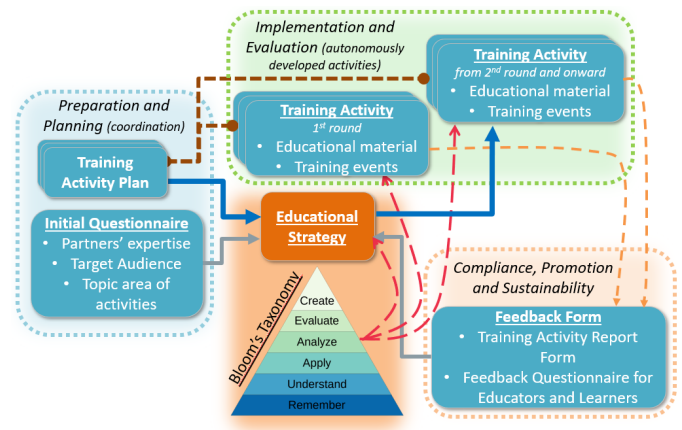 Implementation and
Evaluation (autonomously
developed activities)
Training Activity
from 2nd round and onward
• Educational material
• Training events
Preparation and
Planning (coordination)
Training Activity
1st round
• Educational material
• Training events
Training
Activity Plan
Initial Questionnaire
• Partners' expertise
• Target Audience
• Topic area of
activities
Educational
Strategy
Bloom's Taxonomy
Create
Evaluate
Analyze
Apply
Understand
Remember
Compliance, Promotion
and Sustainability
Feedback Form
• Training Activity Report
Form
• Feedback Questionnaire for
Educators and Learners